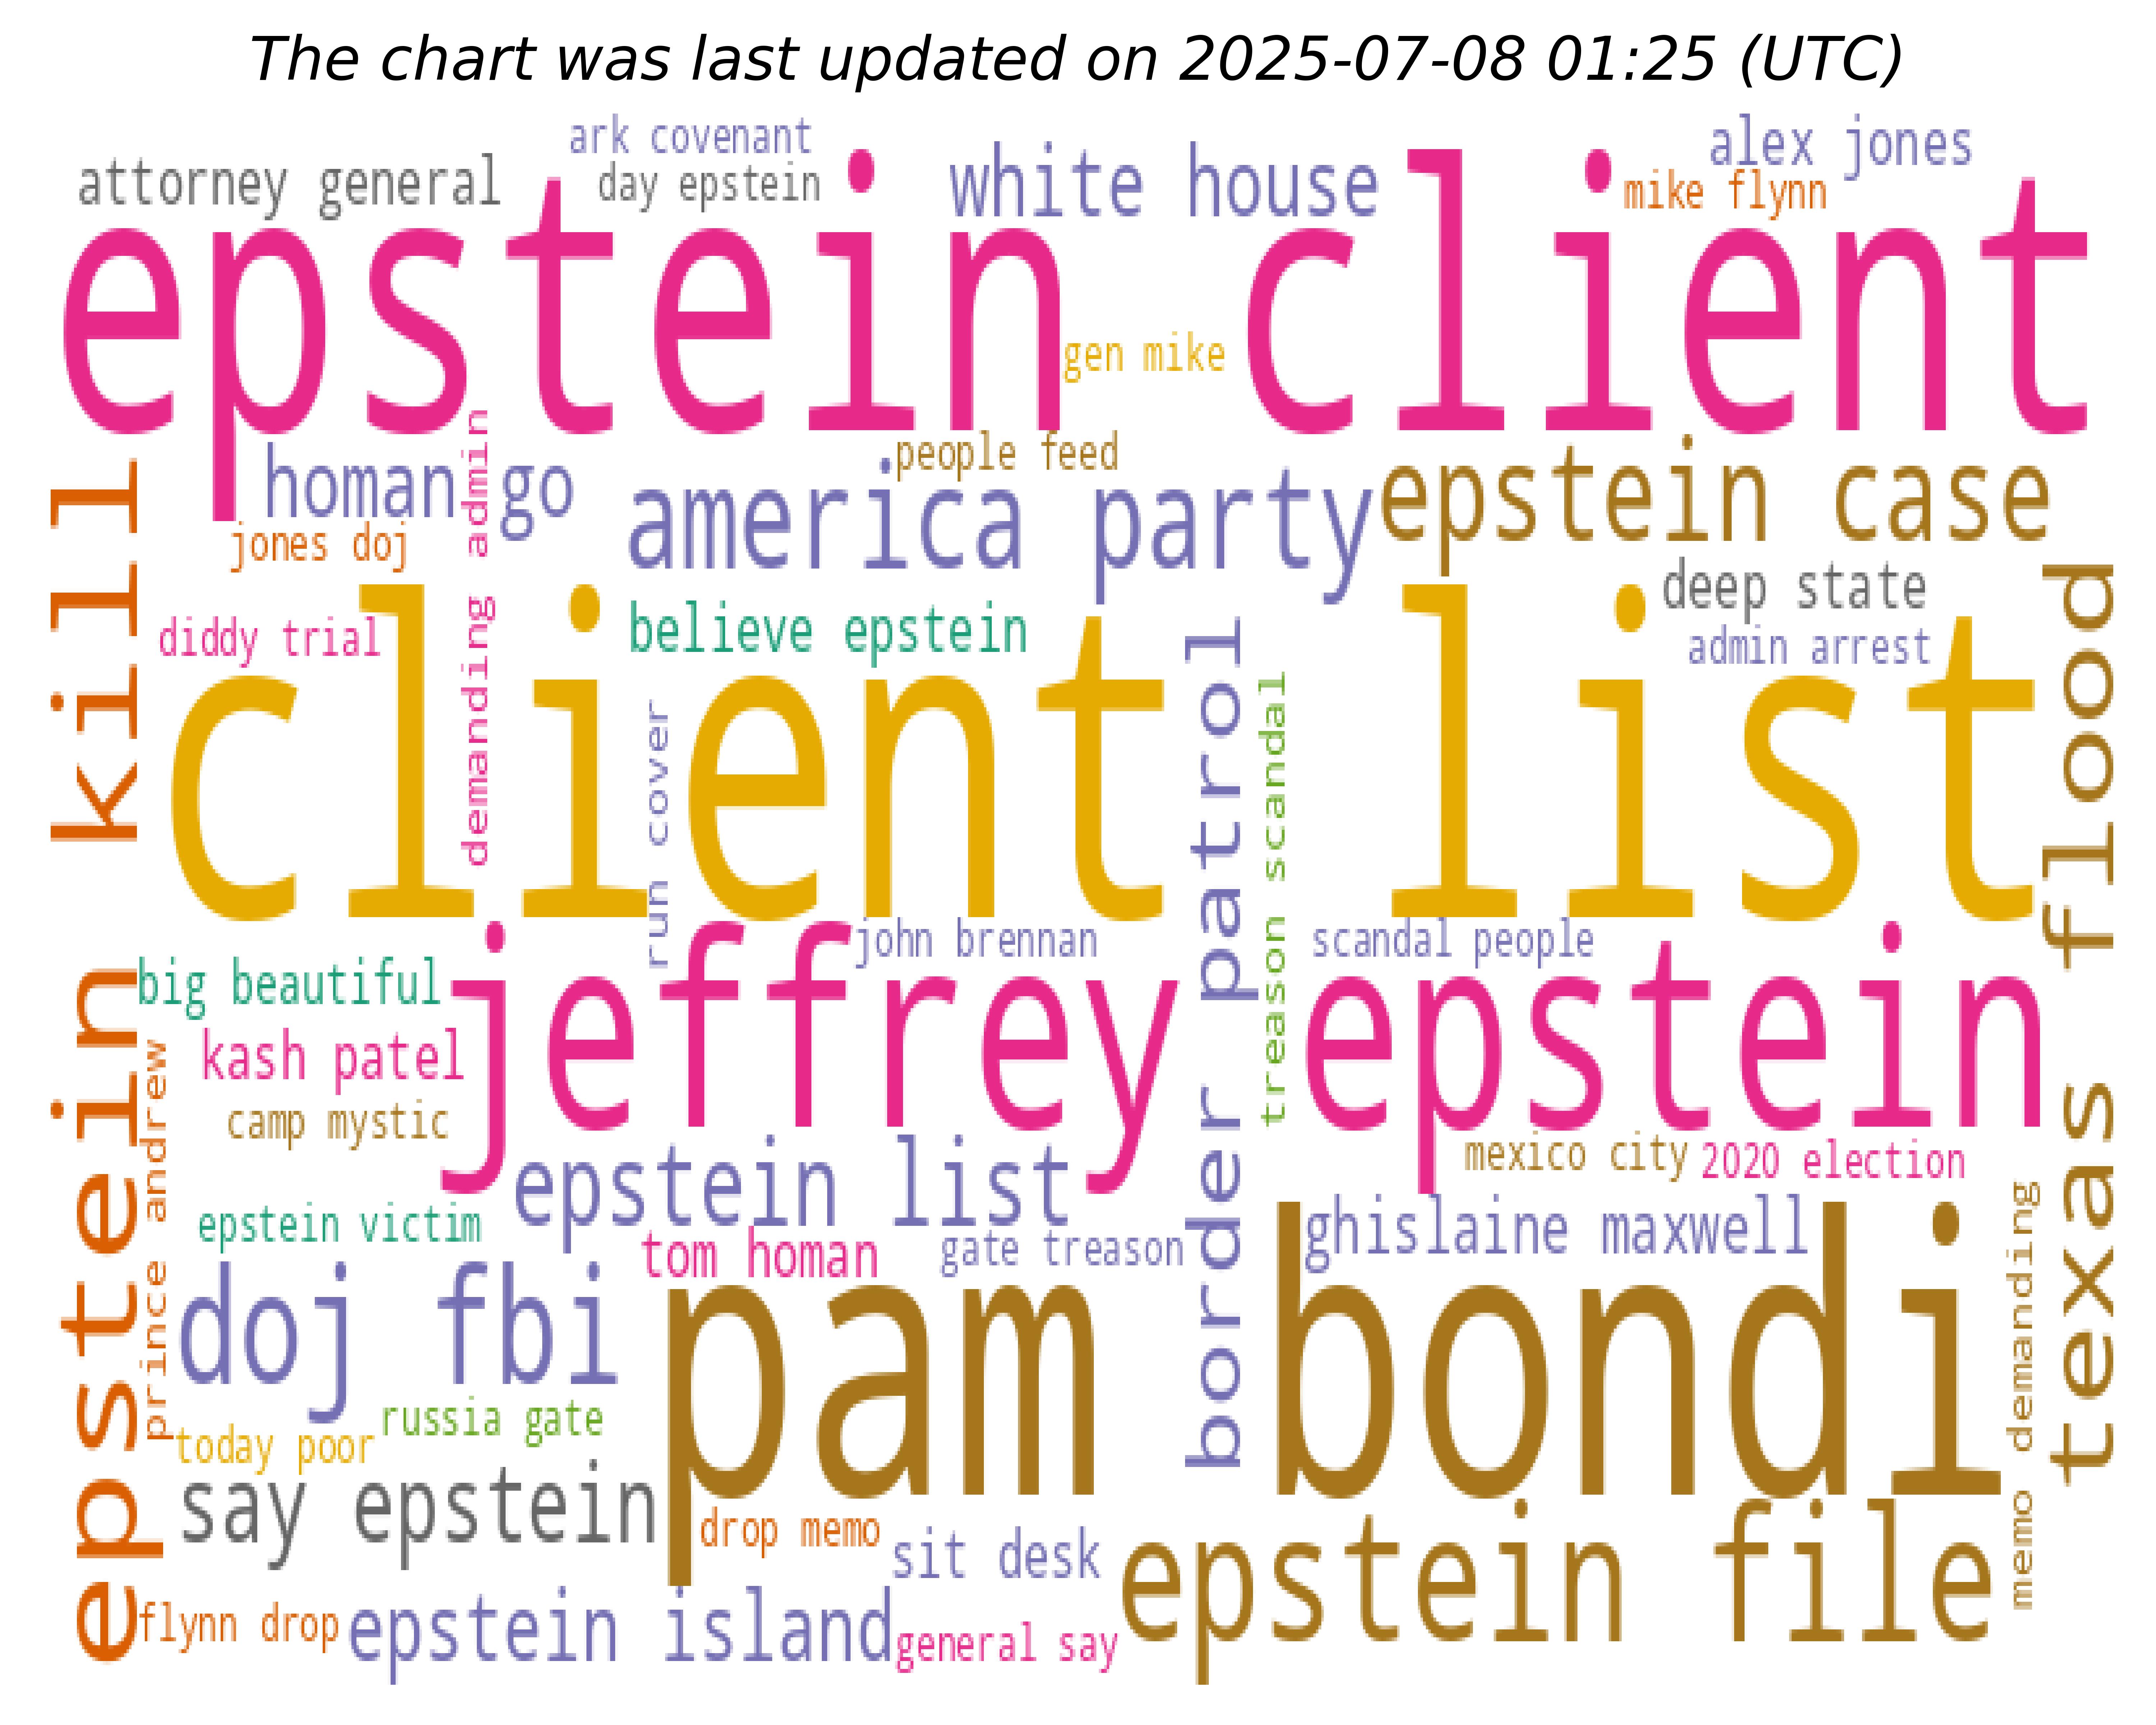 The chart was last updated on 2025-07-08 01:25 (UTC)
ark covenant
alex jones
attorney general
day epstein
white house
mike flynn
epstein client
gen mike
people feed
homan go
america party
epstein case
jones doj
demanding admin
deep state
diddy trial
believe epstein
admin arrest
client list
run cover
border patrol
treason scandal
texas flood
epstein kill
john brennan
scandal people
big beautiful
jeffrey epstein
kash patel
camp mystic
prince andrew
mexico city
2020 election
epstein list
epstein victim
tom homan
gate treason
ghislaine maxwell
doj fbi
pam bondi
memo demanding
russia gate
today poor
say epstein
drop memo
sit desk
epstein file
flynn drop
epstein island
general say